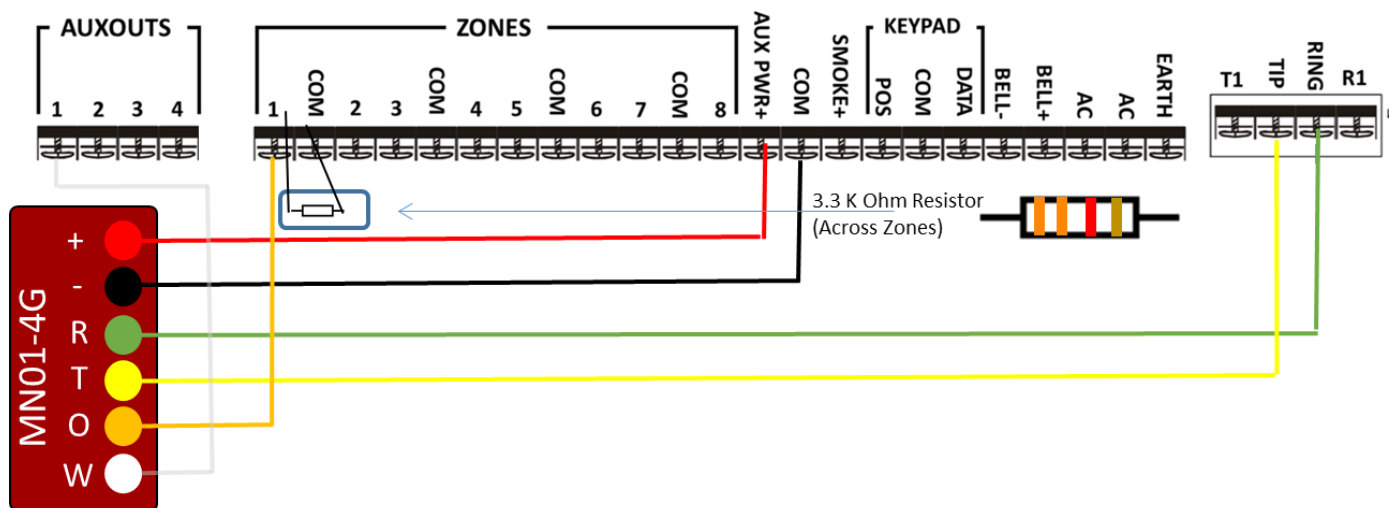 AUXOUTS
1 2 3 4
ZONES
1 COM 2 3 COM 4 5 COM 6 7 COM 8
AUX PWR+
COM
SMOKE+
KEYPAD
POS COM DATA
BELL-
BELL+
AC
AC
EARTH
T1 TIP RING R1
3.3 K Ohm Resistor
(Across Zones)
MN01-4G
+
-
R
T
O
W